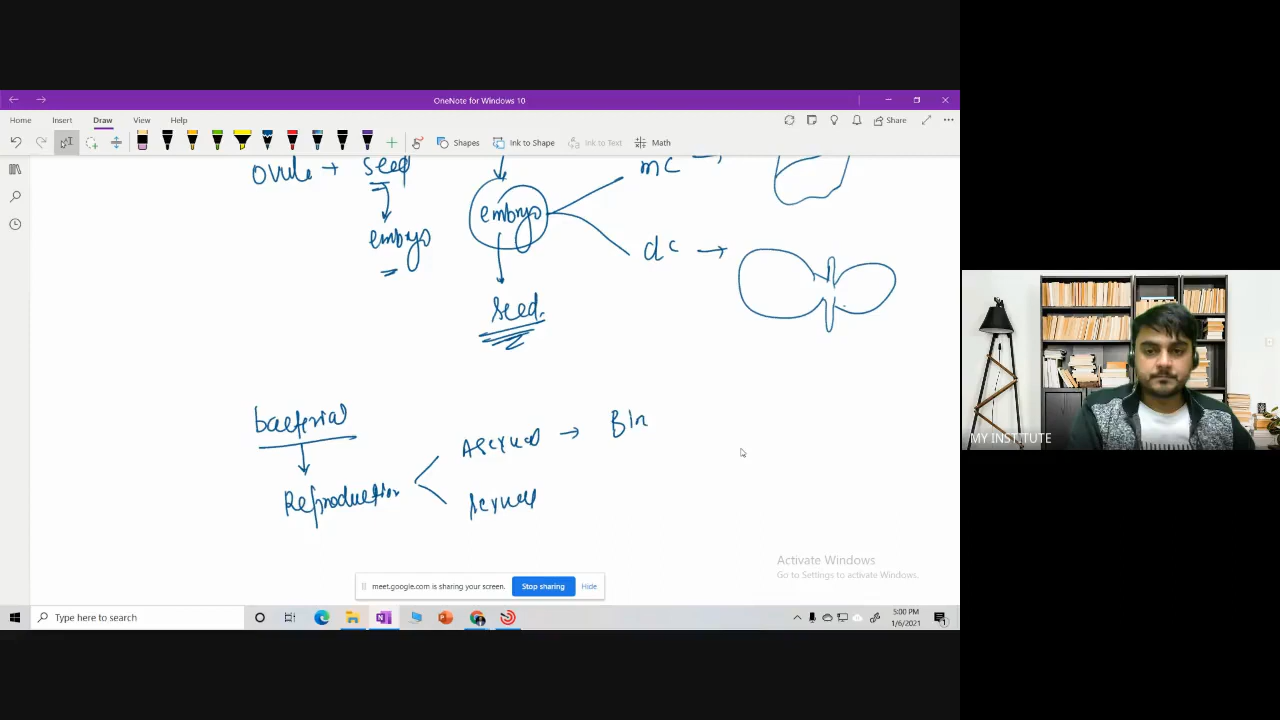 OneNote for Windows 10
Home Insert Draw View Help
Share
Shapes Ink to Shape Ink to Text Math
ovule → seed
mc →
embryo
embryo
dc →
seed.
bacterial
Asexual → Bin
Reproduction
sexual
MY INSTITUTE
Activate Windows
Go to Settings to activate Windows.
meet.google.com is sharing your screen. Stop sharing Hide
Type here to search
5:00 PM
1/6/2021